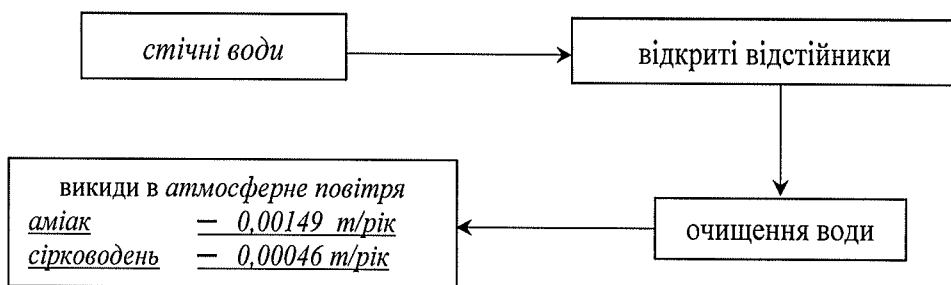 стічні води
відкриті відстійники
викиди в атмосферне повітря
аміак – 0,00149 т/рік
сірководень – 0,00046 т/рік
очищення води